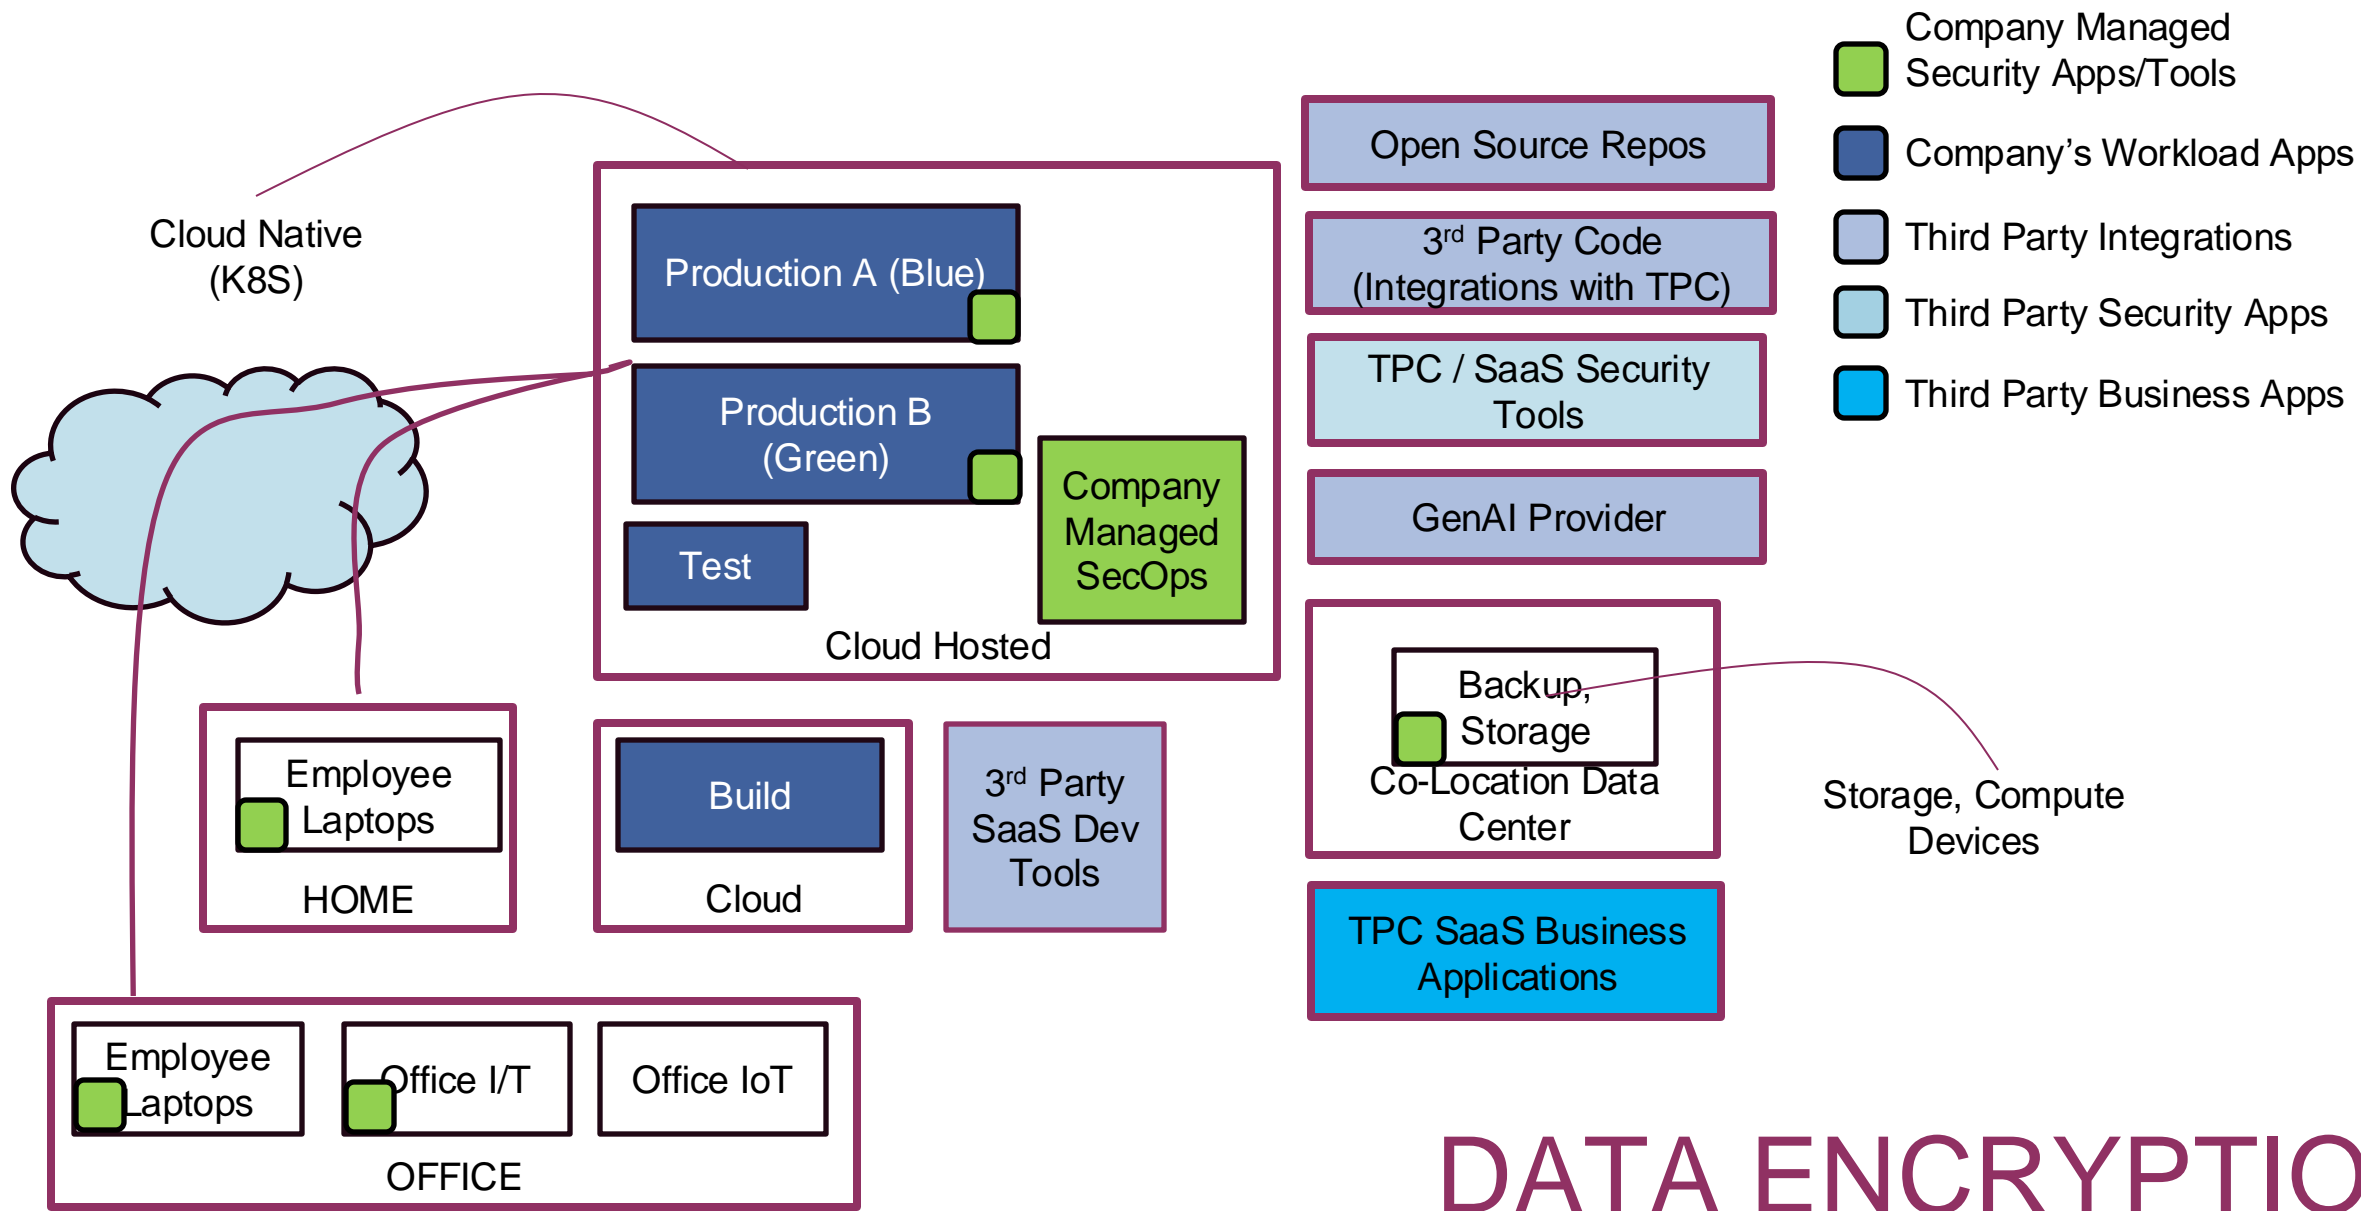 Company Managed
Security Apps/Tools
Company's Workload Apps
Third Party Integrations
Third Party Security Apps
Third Party Business Apps
Cloud Native
(K8S)
Production A (Blue)
Production B
(Green)
Test
Company
Managed
SecOps
Cloud Hosted
Open Source Repos
3rd Party Code
(Integrations with TPC)
TPC / SaaS Security
Tools
GenAI Provider
Backup,
Storage
Co-Location Data
Center
Storage, Compute
Devices
TPC SaaS Business
Applications
Employee
Laptops
HOME
Build
Cloud
3rd Party
SaaS Dev
Tools
Employee
Laptops
Office I/T
Office IoT
OFFICE
DATA ENCRYPTIO